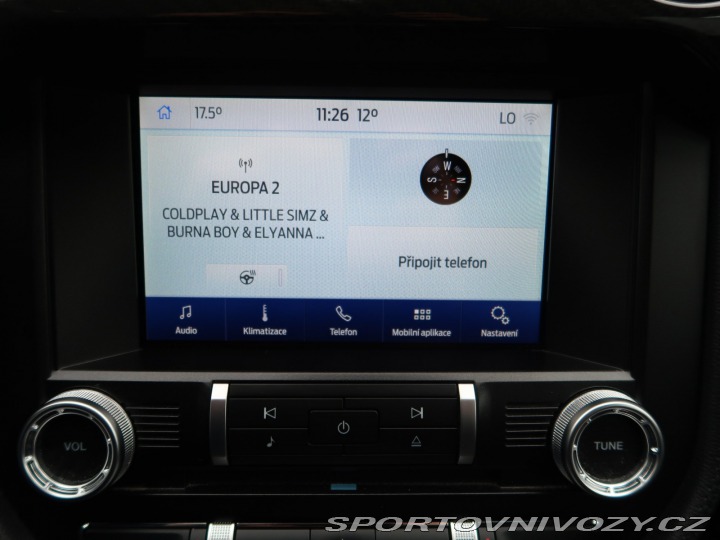 17.5° 11:26 12° LO
EUROPA 2
COLDPLAY & LITTLE SIMZ &
BURNA BOY & ELYANNA ...
W
S N
E
Připojit telefon
Audio Klimatizace Telefon Mobilní aplikace Nastavení
VOL TUNE
SPORTOVNIVOZY.CZ